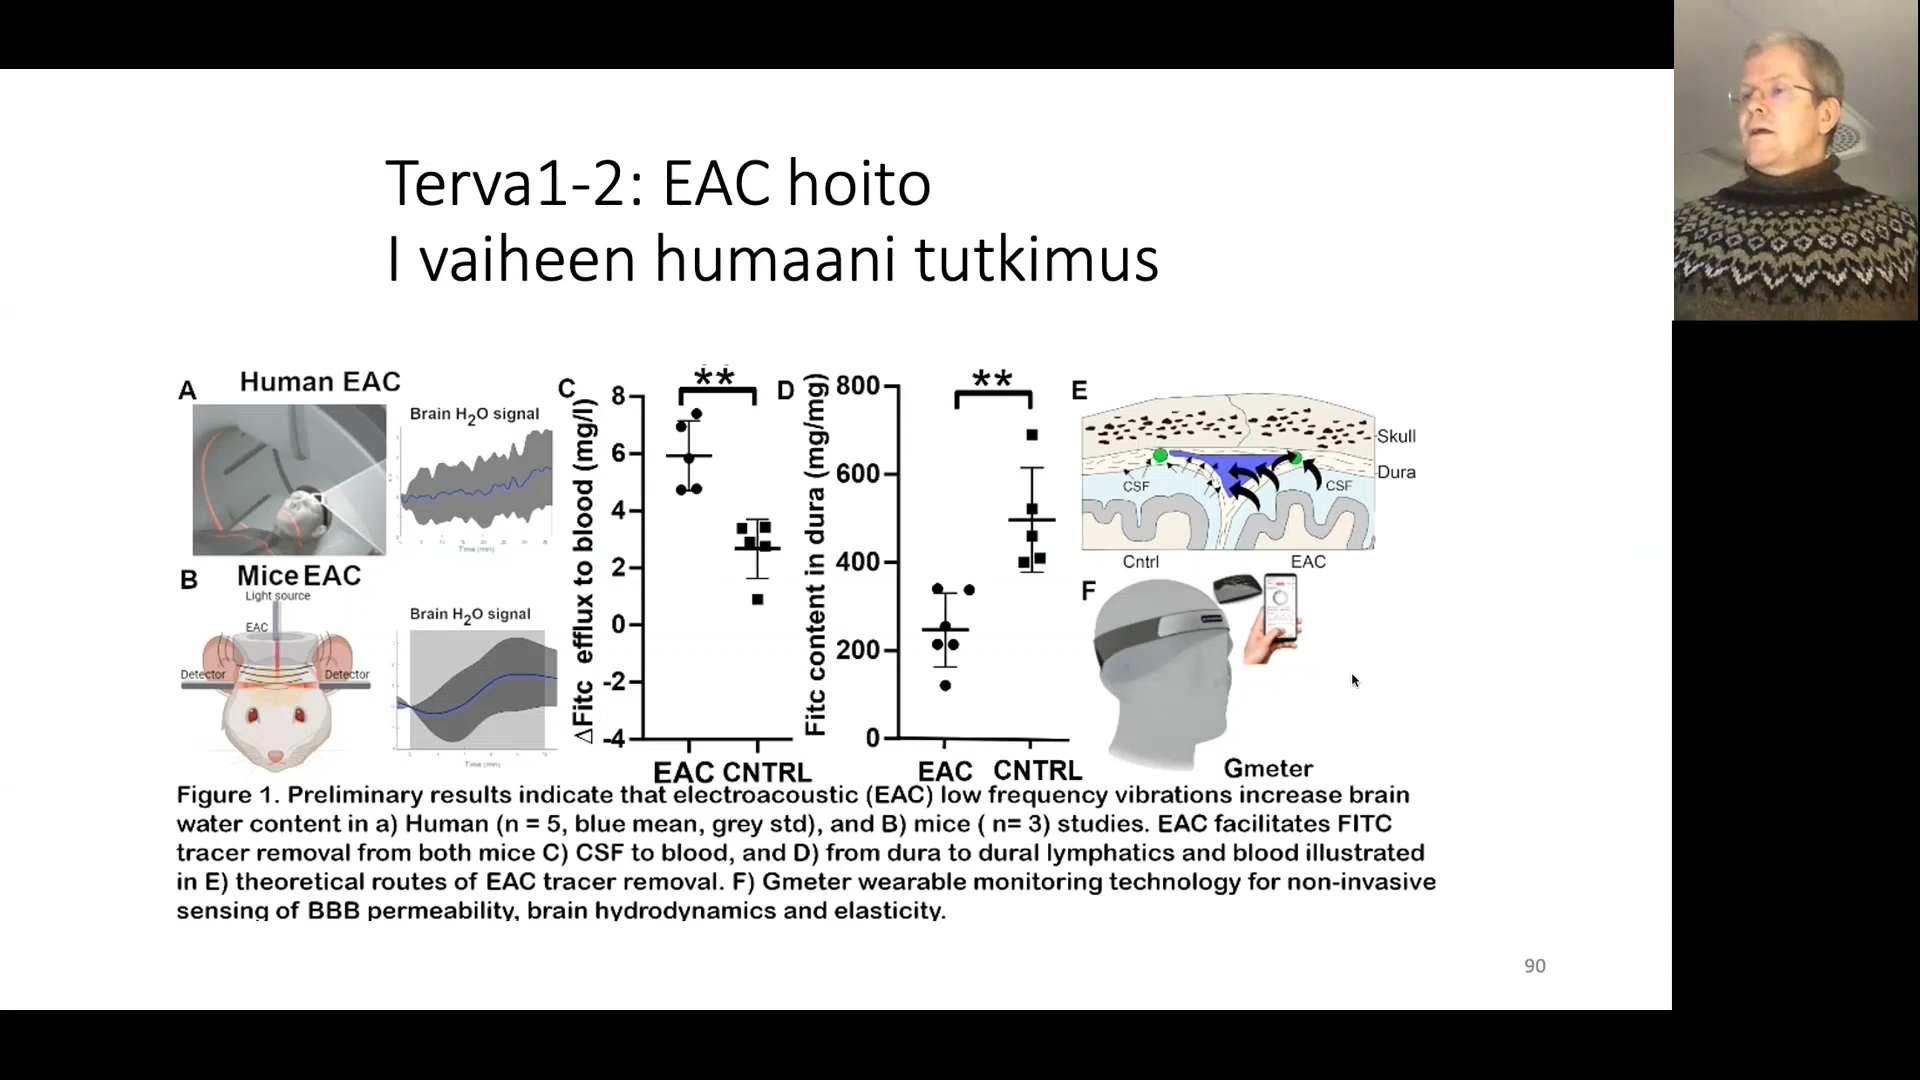 Terva1-2: EAC hoito
I vaiheen humaani tutkimus
A
Human EAC
Brain H2O signal
Time (min)
B
Mice EAC
Light source
EAC
Detector
Detector
Brain H2O signal
Time (min)
C
△Fitc efflux to blood (mg/l)
8
6
4
2
0
-2
-4
**
EAC CNTRL
D
Fitc content in dura (mg/mg)
800
600
400
200
0
**
EAC CNTRL
E
Skull
Dura
CSF
CSF
Cntrl
EAC
F
Gmeter
Figure 1. Preliminary results indicate that electroacoustic (EAC) low frequency vibrations increase brain
water content in a) Human (n = 5, blue mean, grey std), and B) mice ( n= 3) studies. EAC facilitates FITC
tracer removal from both mice C) CSF to blood, and D) from dura to dural lymphatics and blood illustrated
in E) theoretical routes of EAC tracer removal. F) Gmeter wearable monitoring technology for non-invasive
sensing of BBB permeability, brain hydrodynamics and elasticity.
90